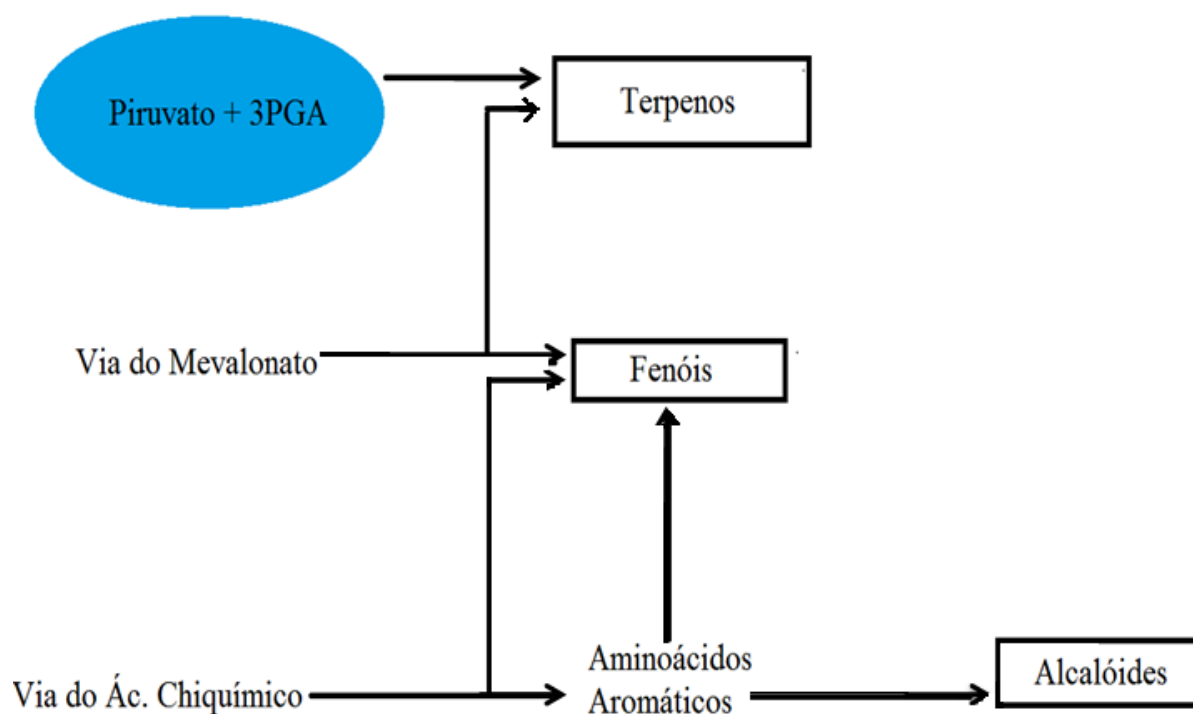 Piruvato + 3PGA
Terpenos
Via do Mevalonato
Fenóis
Via do Ác. Chiquímico
Aminoácidos
Aromáticos
Alcalóides